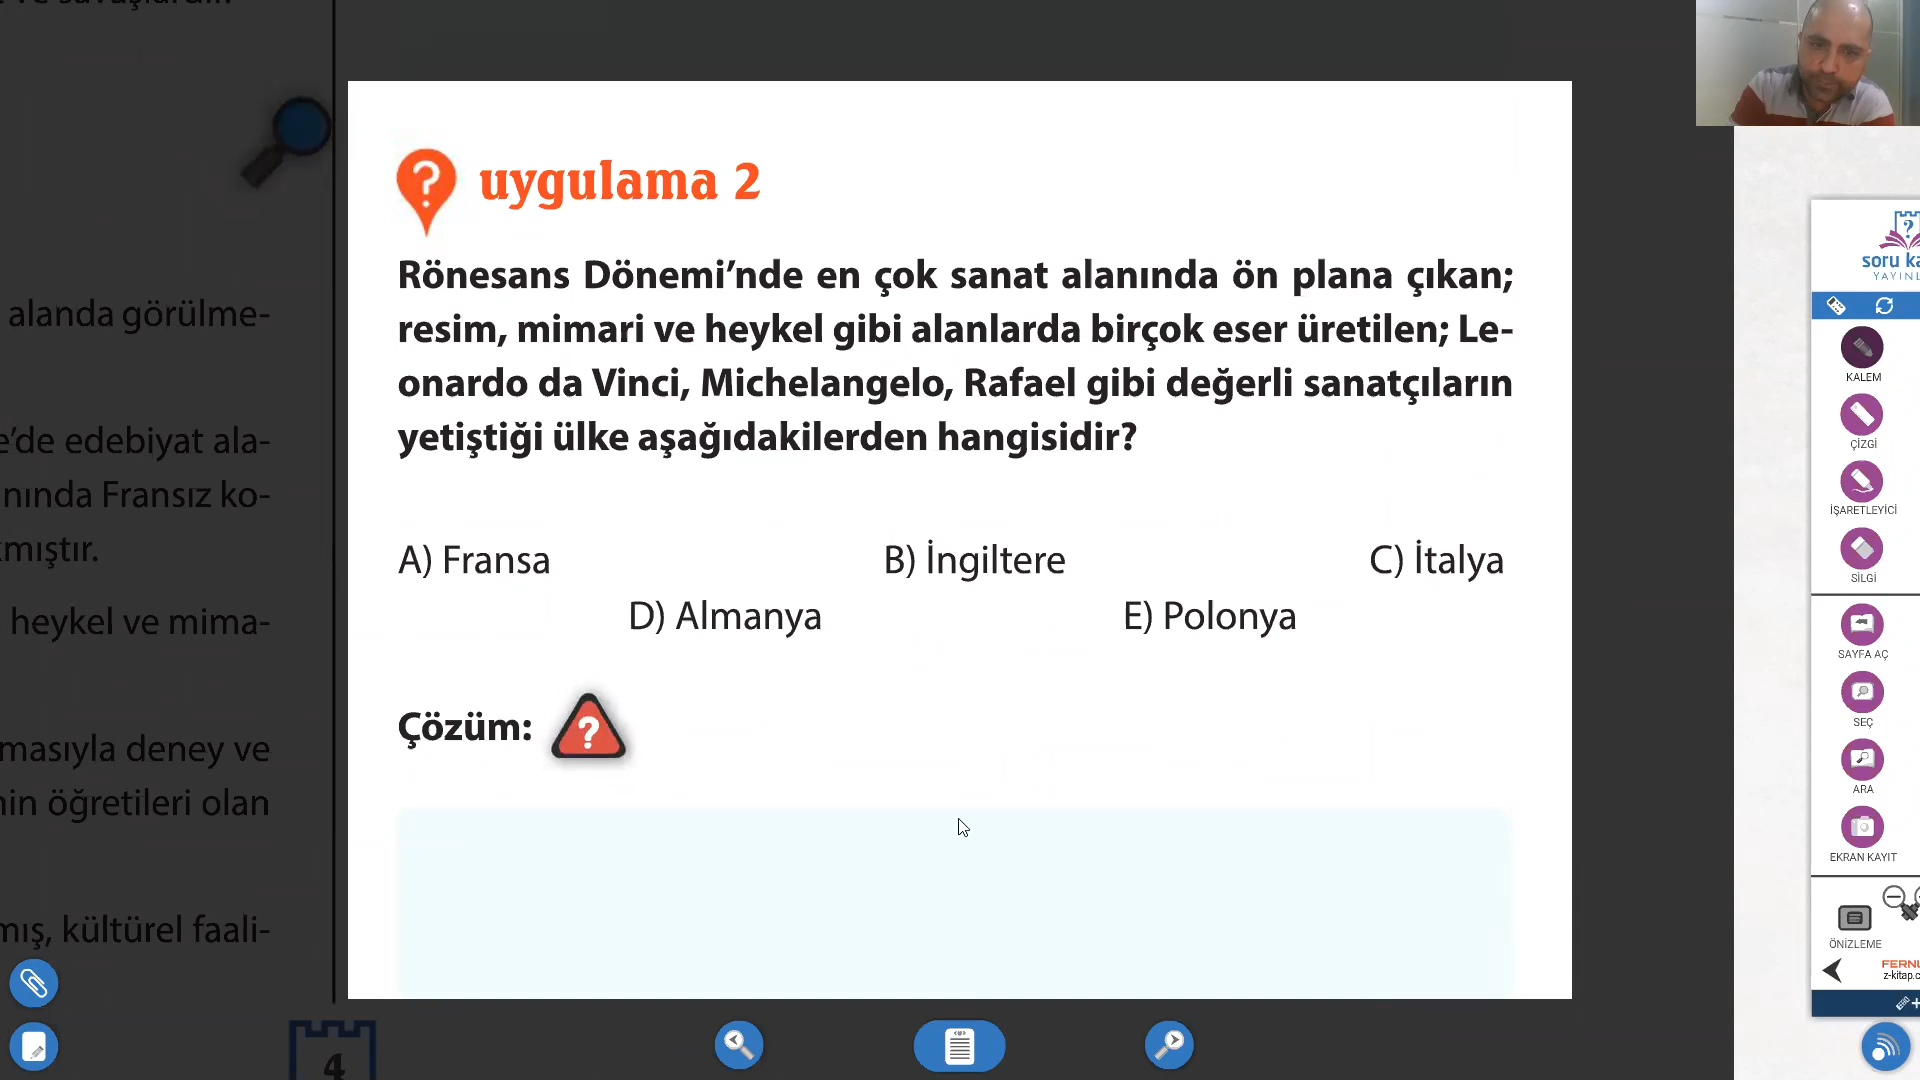 alanda görülme-
e'de edebiyat ala-
nında Fransız ko-
mıştır.
heykel ve mima-
masıyla deney ve
nin öğretileri olan
mış, kültürel faali-
4
uygulama 2
Rönesans Dönemi'nde en çok sanat alanında ön plana çıkan;
resim, mimari ve heykel gibi alanlarda birçok eser üretilen; Le-
onardo da Vinci, Michelangelo, Rafael gibi değerli sanatçıların
yetiştiği ülke aşağıdakilerden hangisidir?
A) Fransa B) İngiltere C) İtalya
D) Almanya E) Polonya
Çözüm:
soru ka
YAYINL
KALEM
ÇİZGİ
İŞARETLEYİCİ
SİLGİ
SAYFA AÇ
SEÇ
ARA
EKRAN KAYIT
ÖNİZLEME
FERNU
z-kitap.c